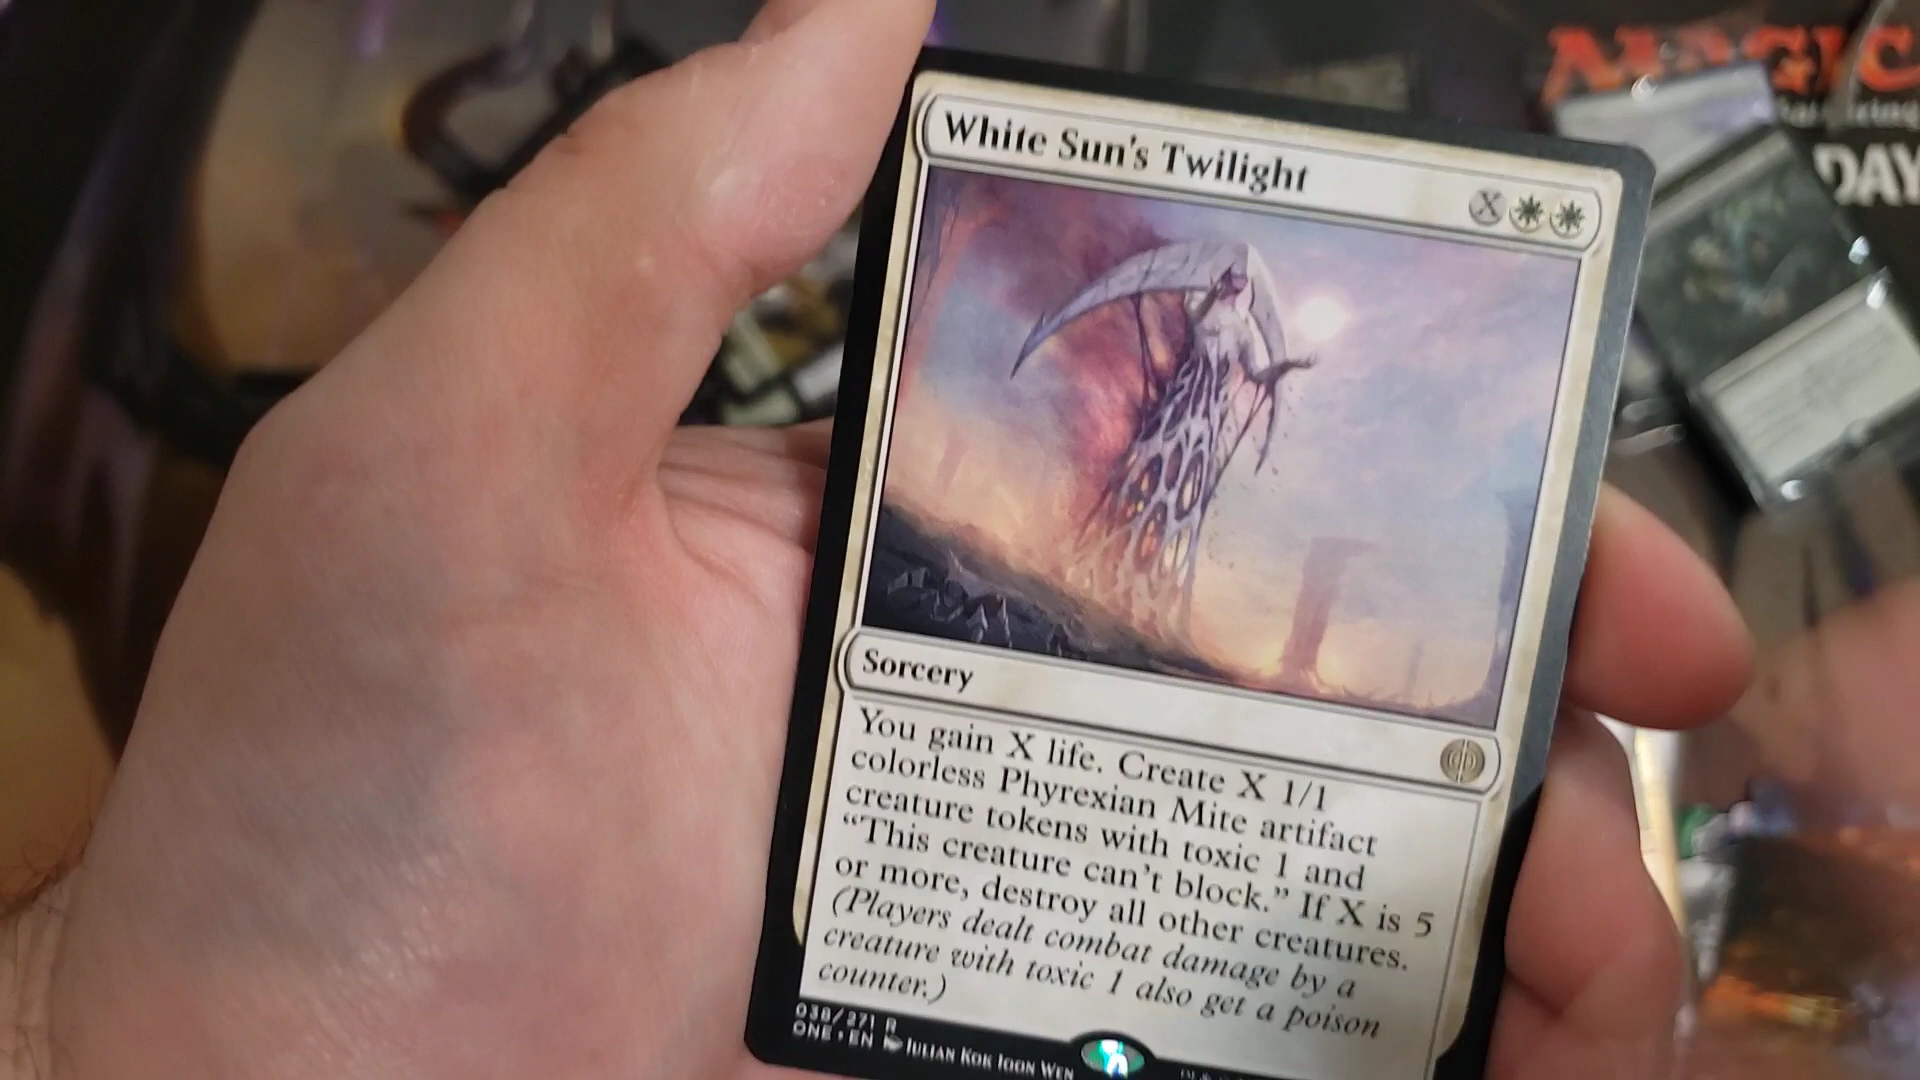 MAGIC
DAY
White Sun's Twilight
X
Sorcery
You gain X life. Create X 1/1
colorless Phyrexian Mite artifact
creature tokens with toxic 1 and
“This creature can't block.” If X is 5
or more, destroy all other creatures.
(Players dealt combat damage by a
creature with toxic 1 also get a poison
counter.)
038/271 R
ONE • EN JULIAN KOK JOON WEN